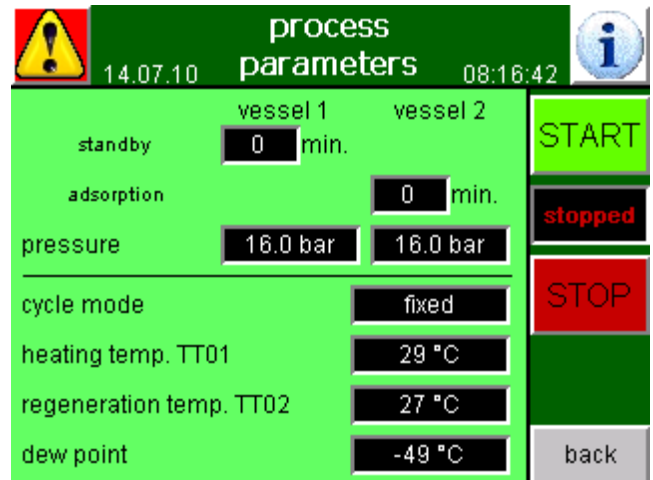 process
14.07.10 parameters 08:16:42
i
vessel 1 vessel 2
START
standby 0 min.
adsorption 0 min.
stopped
pressure 16.0 bar 16.0 bar
cycle mode fixed
STOP
heating temp. TT01 29 °C
regeneration temp. TT02 27 °C
dew point -49 °C
back